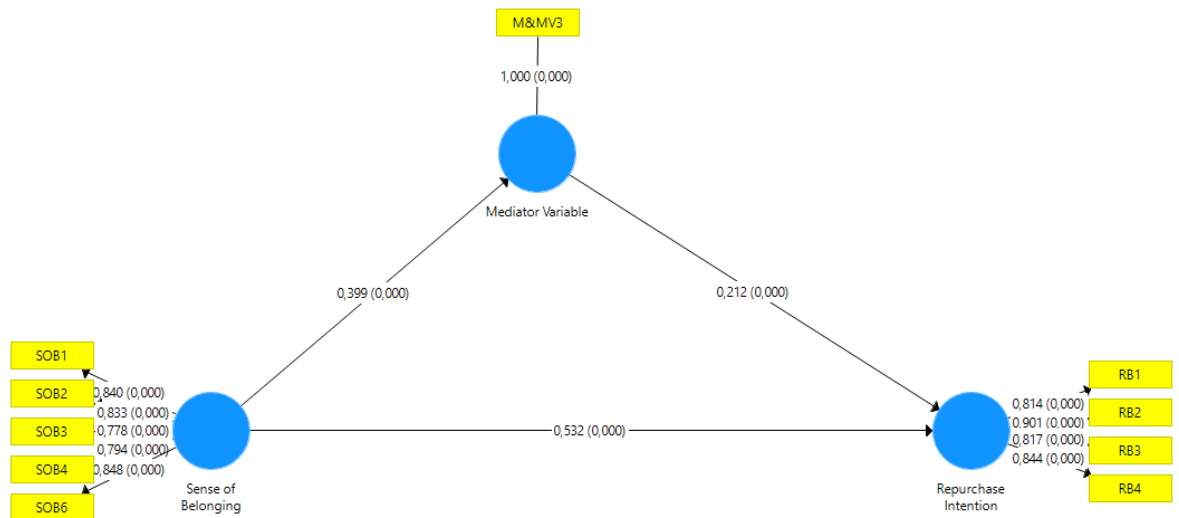 M&MV3
1,000 (0,000)
Mediator Variable
0,399 (0,000)
0,212 (0,000)
SOB1
SOB2
SOB3
SOB4
SOB6
0,840 (0,000)
0,833 (0,000)
0,778 (0,000)
0,794 (0,000)
0,848 (0,000)
Sense of
Belonging
0,532 (0,000)
0,814 (0,000)
0,901 (0,000)
0,817 (0,000)
0,844 (0,000)
RB1
RB2
RB3
RB4
Repurchase
Intention